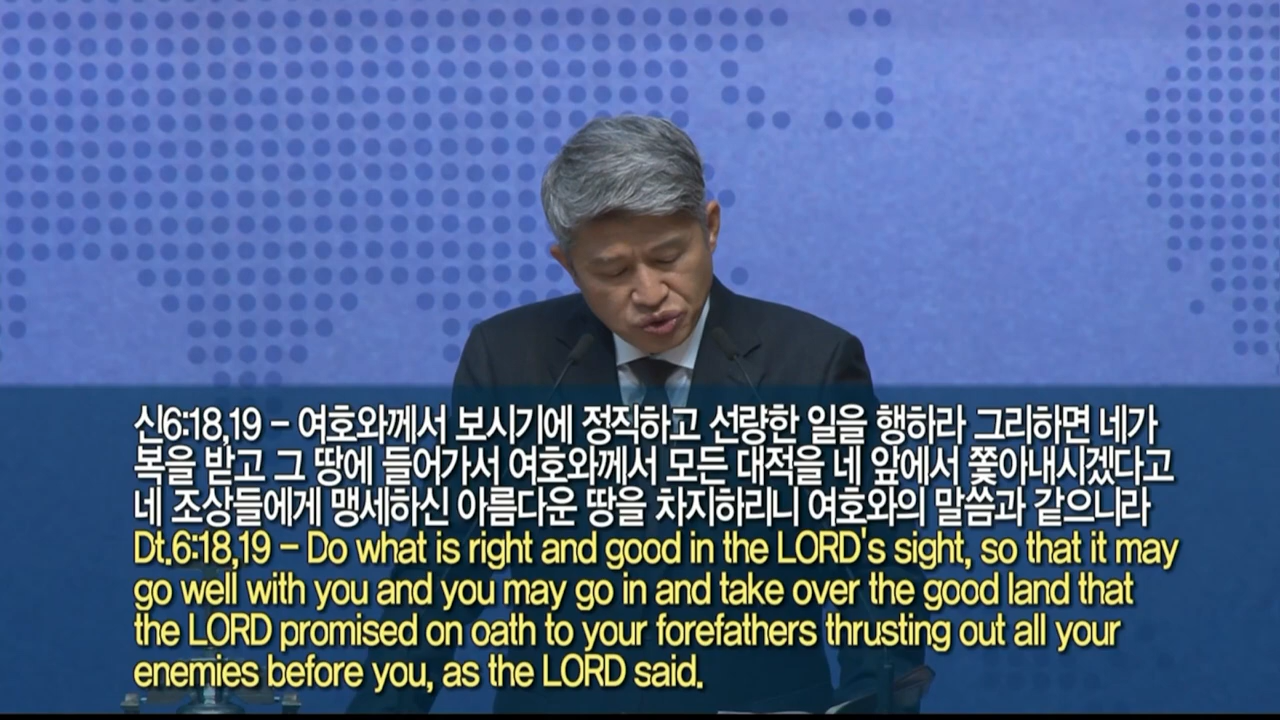 신6:18,19 - 여호와께서 보시기에 정직하고 선량한 일을 행하라 그리하면 네가
복을 받고 그 땅에 들어가서 여호와께서 모든 대적을 네 앞에서 쫓아내시겠다고
네 조상들에게 맹세하신 아름다운 땅을 차지하리니 여호와의 말씀과 같으니라
Dt.6:18,19 - Do what is right and good in the LORD's sight, so that it may
go well with you and you may go in and take over the good land that
the LORD promised on oath to your forefathers thrusting out all your
enemies before you, as the LORD said.